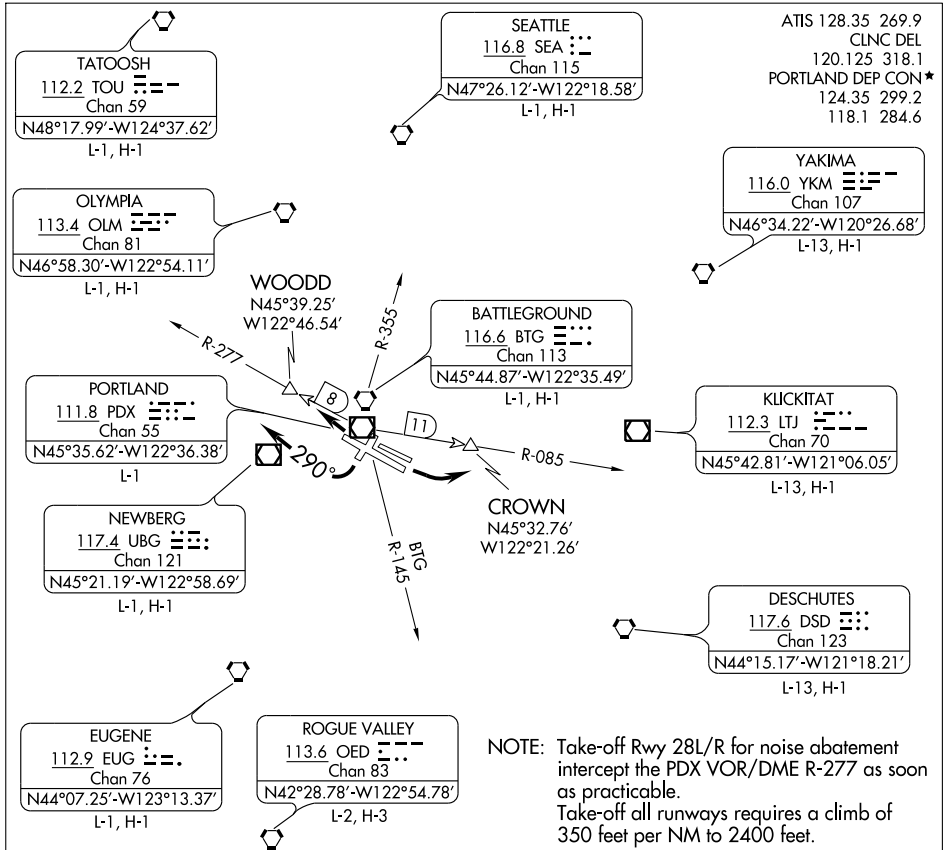 ATIS 128.35 269.9
CLNC DEL
120.125 318.1
PORTLAND DEP CON★
124.35 299.2
118.1 284.6
TATOOSH
112.2 TOU
Chan 59
N48°17.99'-W124°37.62'
L-1, H-1
SEATTLE
116.8 SEA
Chan 115
N47°26.12'-W122°18.58'
L-1, H-1
YAKIMA
116.0 YKM
Chan 107
N46°34.22'-W120°26.68'
L-13, H-1
OLYMPIA
113.4 OLM
Chan 81
N46°58.30'-W122°54.11'
L-1, H-1
WOODD
N45°39.25'
W122°46.54'
R-355
R-277
BATTLEGROUND
116.6 BTG
Chan 113
N45°44.87'-W122°35.49'
L-1, H-1
PORTLAND
111.8 PDX
Chan 55
N45°35.62'-W122°36.38'
L-1
8
11
290°
R-085
KLICKITAT
112.3 LTJ
Chan 70
N45°42.81'-W121°06.05'
L-13, H-1
CROWN
N45°32.76'
W122°21.26'
BTG
R-145
NEWBERG
117.4 UBG
Chan 121
N45°21.19'-W122°58.69'
L-1, H-1
DESCHUTES
117.6 DSD
Chan 123
N44°15.17'-W121°18.21'
L-13, H-1
EUGENE
112.9 EUG
Chan 76
N44°07.25'-W123°13.37'
L-1, H-1
ROGUE VALLEY
113.6 OED
Chan 83
N42°28.78'-W122°54.78'
L-2, H-3
NOTE: Take-off Rwy 28L/R for noise abatement
intercept the PDX VOR/DME R-277 as soon
as practicable.
Take-off all runways requires a climb of
350 feet per NM to 2400 feet.